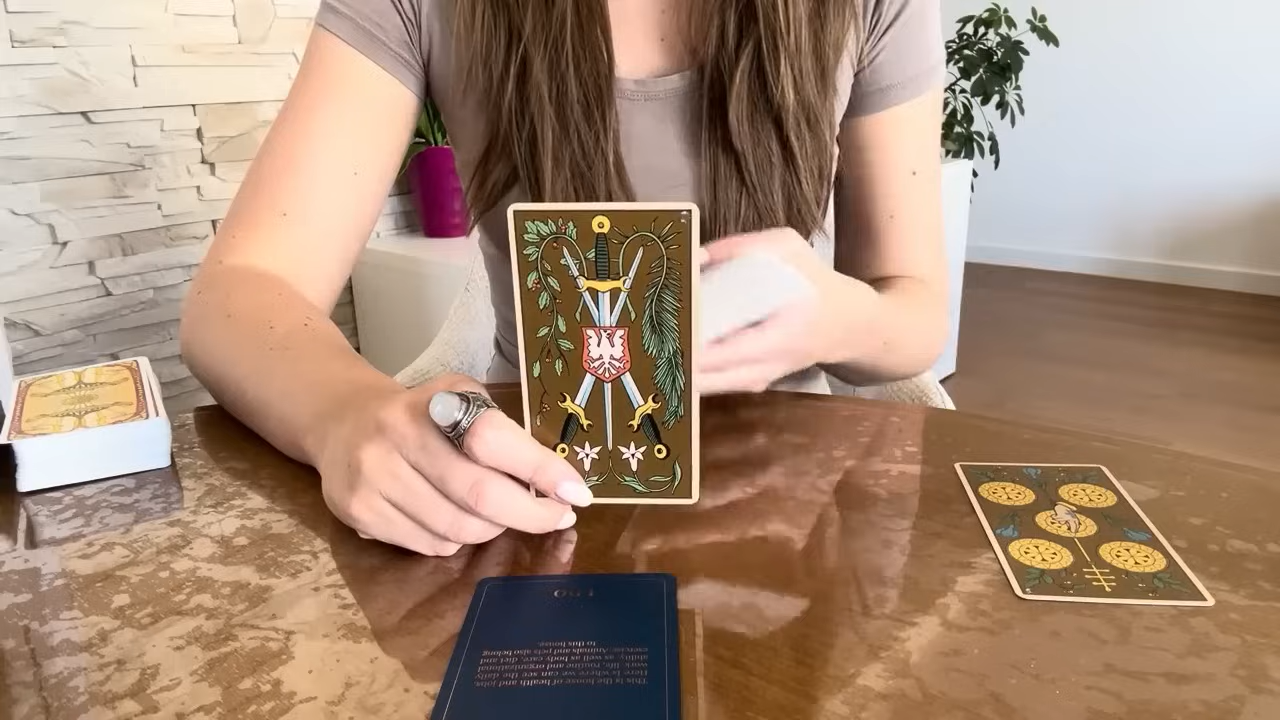 This is the house of health and jobs.
Here is where we can see the daily
work life, routine and organizational
ability as well as body care, diet and
exercise. Animals and pets also belong
to this house.